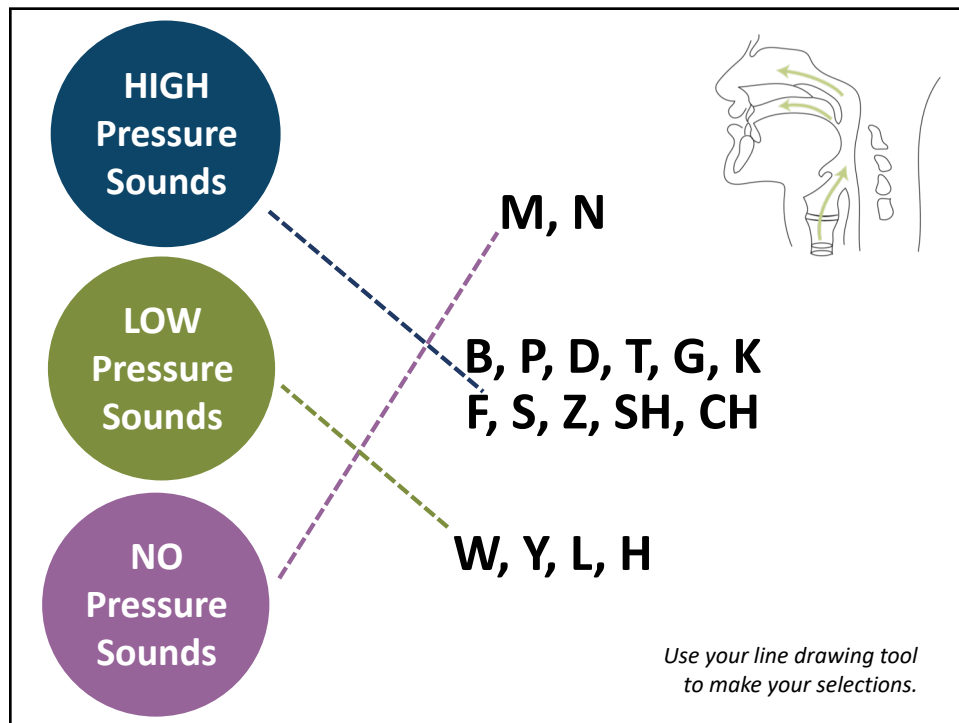 HIGH
Pressure
Sounds
LOW
Pressure
Sounds
NO
Pressure
Sounds
M, N
B, P, D, T, G, K
F, S, Z, SH, CH
W, Y, L, H
Use your line drawing tool
to make your selections.